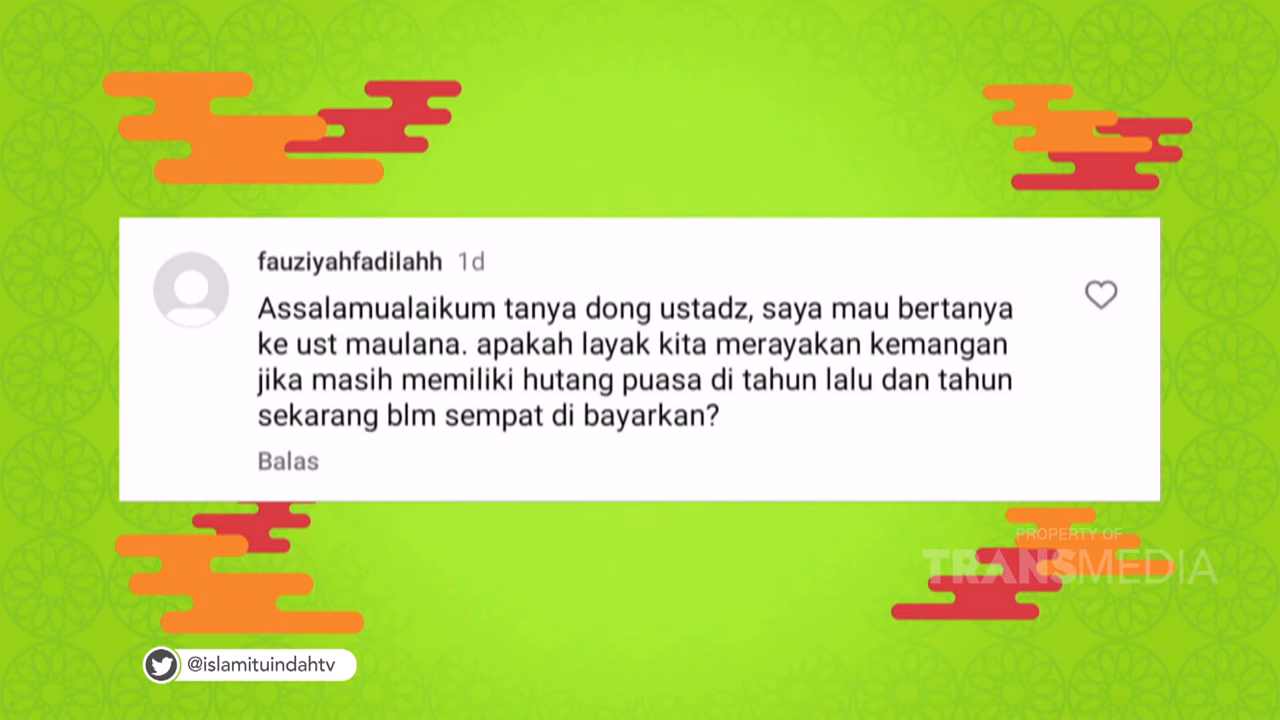 fauziyahfadilahh 1d
Assalamualaikum tanya dong ustadz, saya mau bertanya
ke ust maulana. apakah layak kita merayakan kemangan
jika masih memiliki hutang puasa di tahun lalu dan tahun
sekarang blm sempat di bayarkan?
Balas
PROPERTY OF
TRANSMEDIA
@islamituindahtv